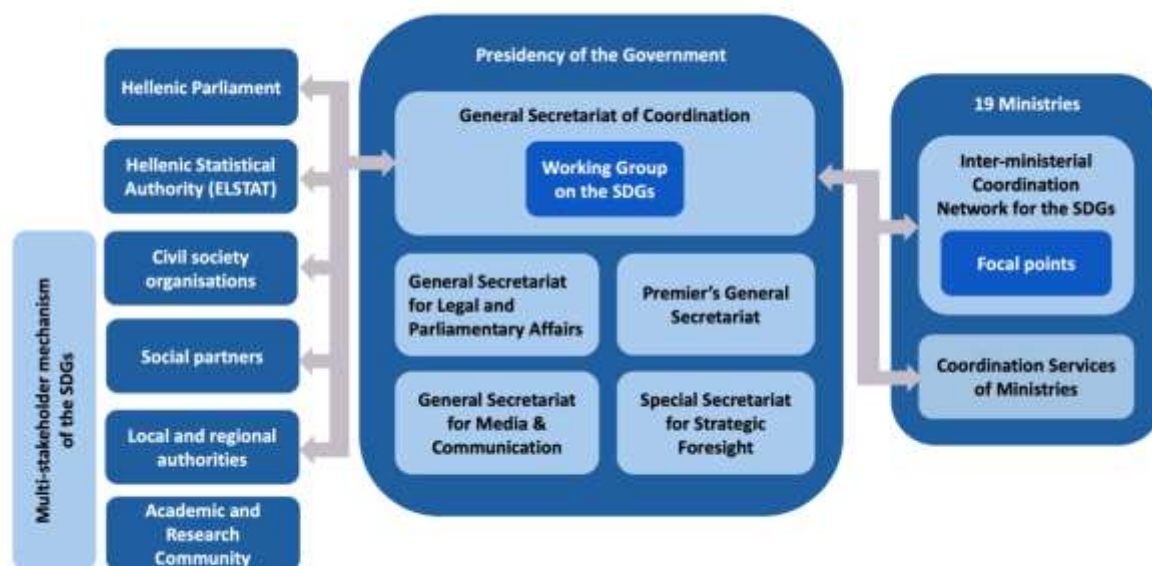 Hellenic Parliament
Hellenic Statistical
Authority (ELSTAT)
Multi-stakeholder mechanism
of the SDGs
Civil society
organisations
Social partners
Local and regional
authorities
Academic and
Research
Community
Presidency of the Government
General Secretariat of Coordination
Working Group
on the SDGs
General Secretariat
for Legal and
Parliamentary Affairs
Premier's General
Secretariat
General Secretariat
for Media &
Communication
Special Secretariat
for Strategic
Foresight
19 Ministries
Inter-ministerial
Coordination
Network for the SDGs
Focal points
Coordination Services
of Ministries